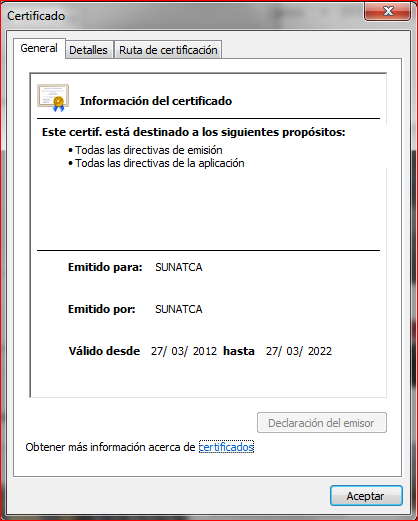 Certificado
General
Detalles
Ruta de certificación
Información del certificado
Este certif. está destinado a los siguientes propósitos:
• Todas las directivas de emisión
• Todas las directivas de la aplicación
Emitido para: SUNATCA
Emitido por: SUNATCA
Válido desde 27/ 03/ 2012 hasta 27/ 03/ 2022
Declaración del emisor
Obtener más información acerca de certificados
Aceptar